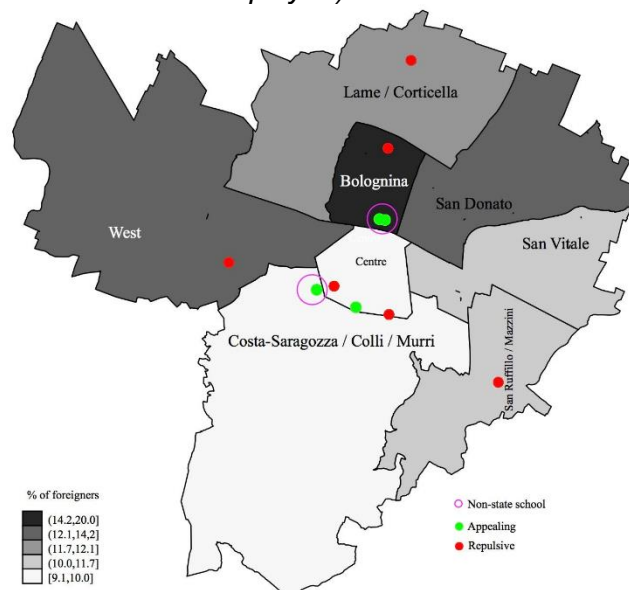 Lame / Corticella
Bolognina
San Donato
West
San Vitale
Centre
Costa-Saragozza / Colli / Murri
San Ruffillo / Mazzini
% of foreigners
(14.2,20.0]
(12.1,14,2]
(11.7,12.1]
(10.0,11.7]
[9.1,10.0]
Non-state school
Appealing
Repulsive